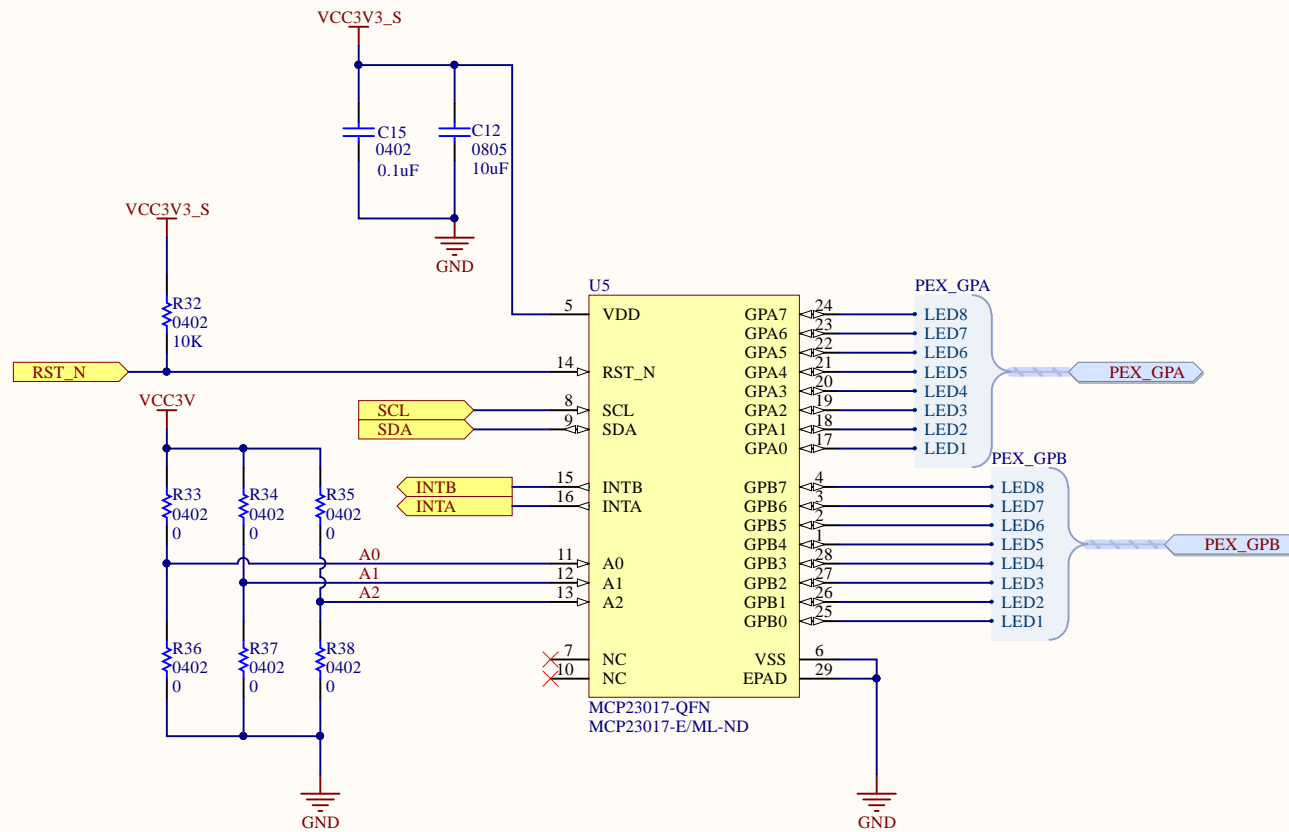 VCC3V3_S
C15
0402
0.1uF
C12
0805
10uF
GND
VCC3V3_S
R32
0402
10K
RST_N
VCC3V
R33
0402
0
R34
0402
0
R35
0402
0
A0
A1
A2
R36
0402
0
R37
0402
0
R38
0402
0
GND
SCL
SDA
INTB
INTA
U5
5 VDD
14 RST_N
8 SCL
9 SDA
15 INTB
16 INTA
11 A0
12 A1
13 A2
7 NC
10 NC
GPA7 24
GPA6 23
GPA5 22
GPA4 21
GPA3 20
GPA2 19
GPA1 18
GPA0 17
GPB7 4
GPB6 3
GPB5 2
GPB4 1
GPB3 28
GPB2 27
GPB1 26
GPB0 25
VSS 6
EPAD 29
MCP23017-QFN
MCP23017-E/ML-ND
GND
PEX_GPA
LED8
LED7
LED6
LED5
LED4
LED3
LED2
LED1
PEX_GPA
PEX_GPB
LED8
LED7
LED6
LED5
LED4
LED3
LED2
LED1
PEX_GPB